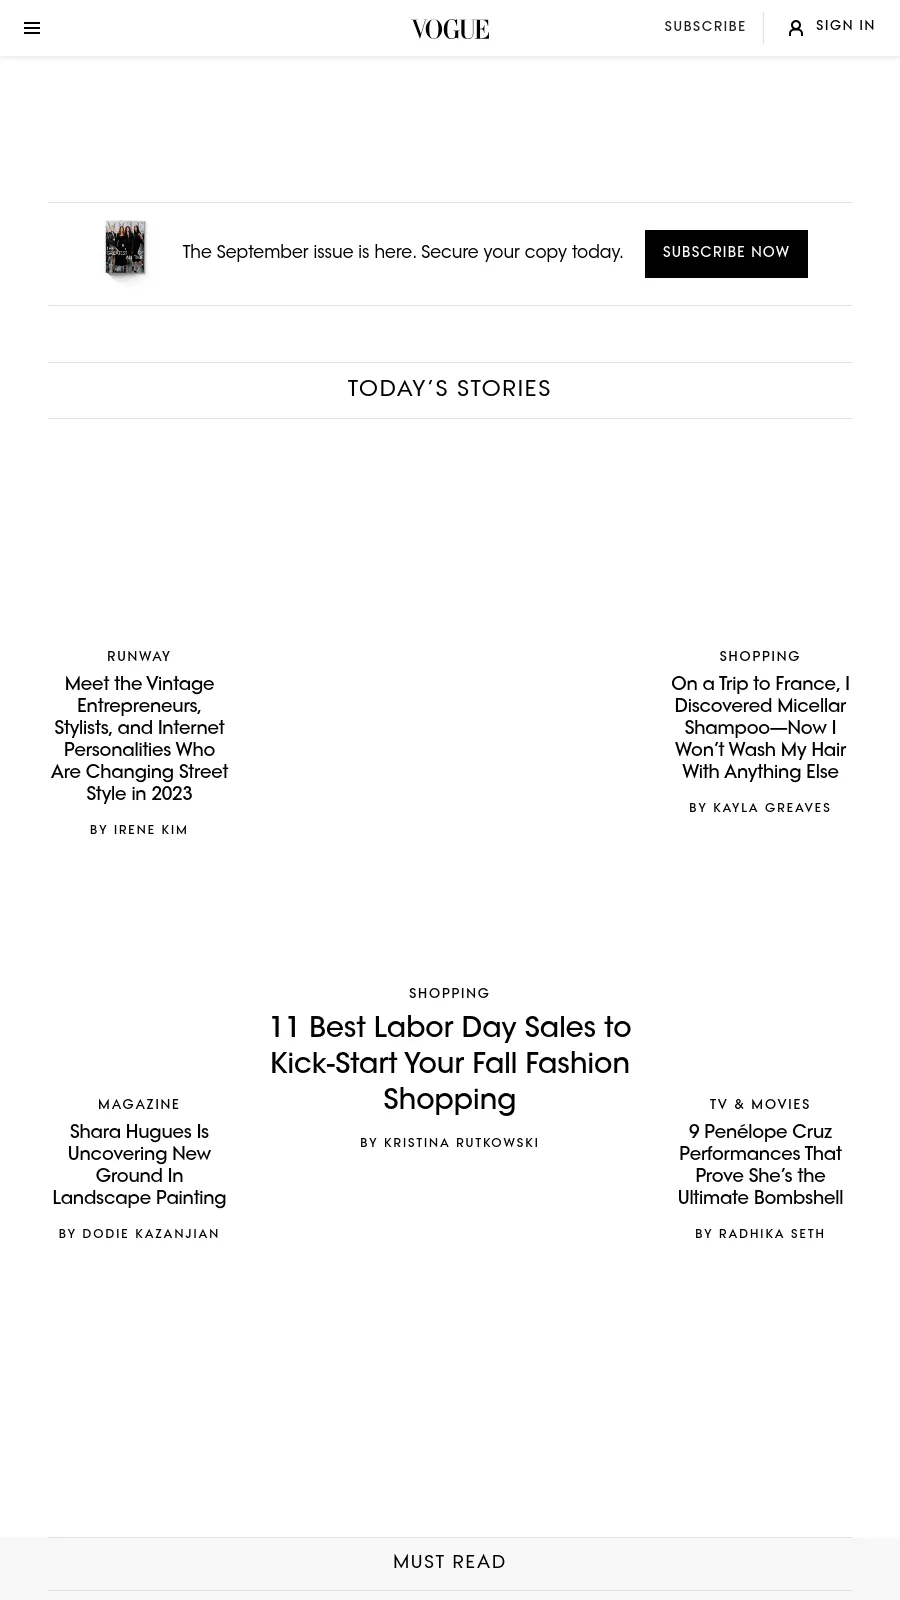 VOGUE
SUBSCRIBE
SIGN IN
The September issue is here. Secure your copy today.
SUBSCRIBE NOW
TODAY’S STORIES
RUNWAY
Meet the Vintage
Entrepreneurs,
Stylists, and Internet
Personalities Who
Are Changing Street
Style in 2023
BY IRENE KIM
SHOPPING
On a Trip to France, I
Discovered Micellar
Shampoo—Now I
Won’t Wash My Hair
With Anything Else
BY KAYLA GREAVES
SHOPPING
11 Best Labor Day Sales to
Kick-Start Your Fall Fashion
Shopping
BY KRISTINA RUTKOWSKI
MAGAZINE
Shara Hugues Is
Uncovering New
Ground In
Landscape Painting
BY DODIE KAZANJIAN
TV & MOVIES
9 Penélope Cruz
Performances That
Prove She’s the
Ultimate Bombshell
BY RADHIKA SETH
MUST READ